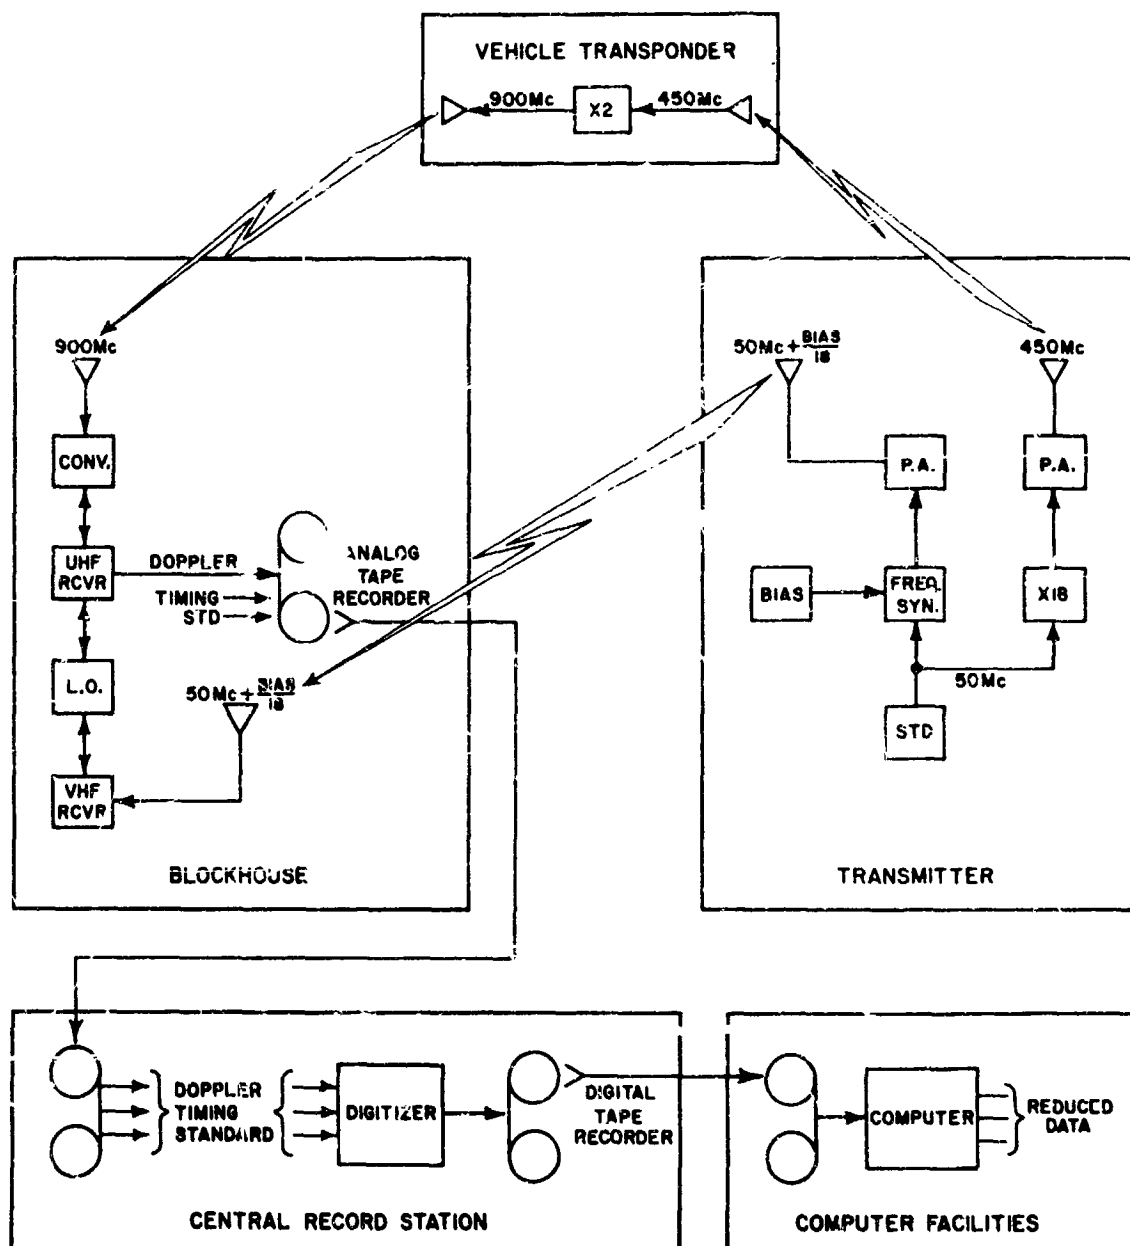 VEHICLE TRANSPONDER
900Mc
X2
450Mc
900Mc
CONV.
UHF
RCVR
DOPPLER
TIMING
STD
ANALOG
TAPE
RECORDER
L.O.
50Mc + BIAS
18
VHF
RCVR
BLOCKHOUSE
50Mc + BIAS
18
450Mc
P.A.
P.A.
BIAS
FREQ.
SYN.
X18
50Mc
STD
TRANSMITTER
DOPPLER
TIMING
STANDARD
DIGITIZER
DIGITAL
TAPE
RECORDER
CENTRAL RECORD STATION
COMPUTER
REDUCED
DATA
COMPUTER FACILITIES